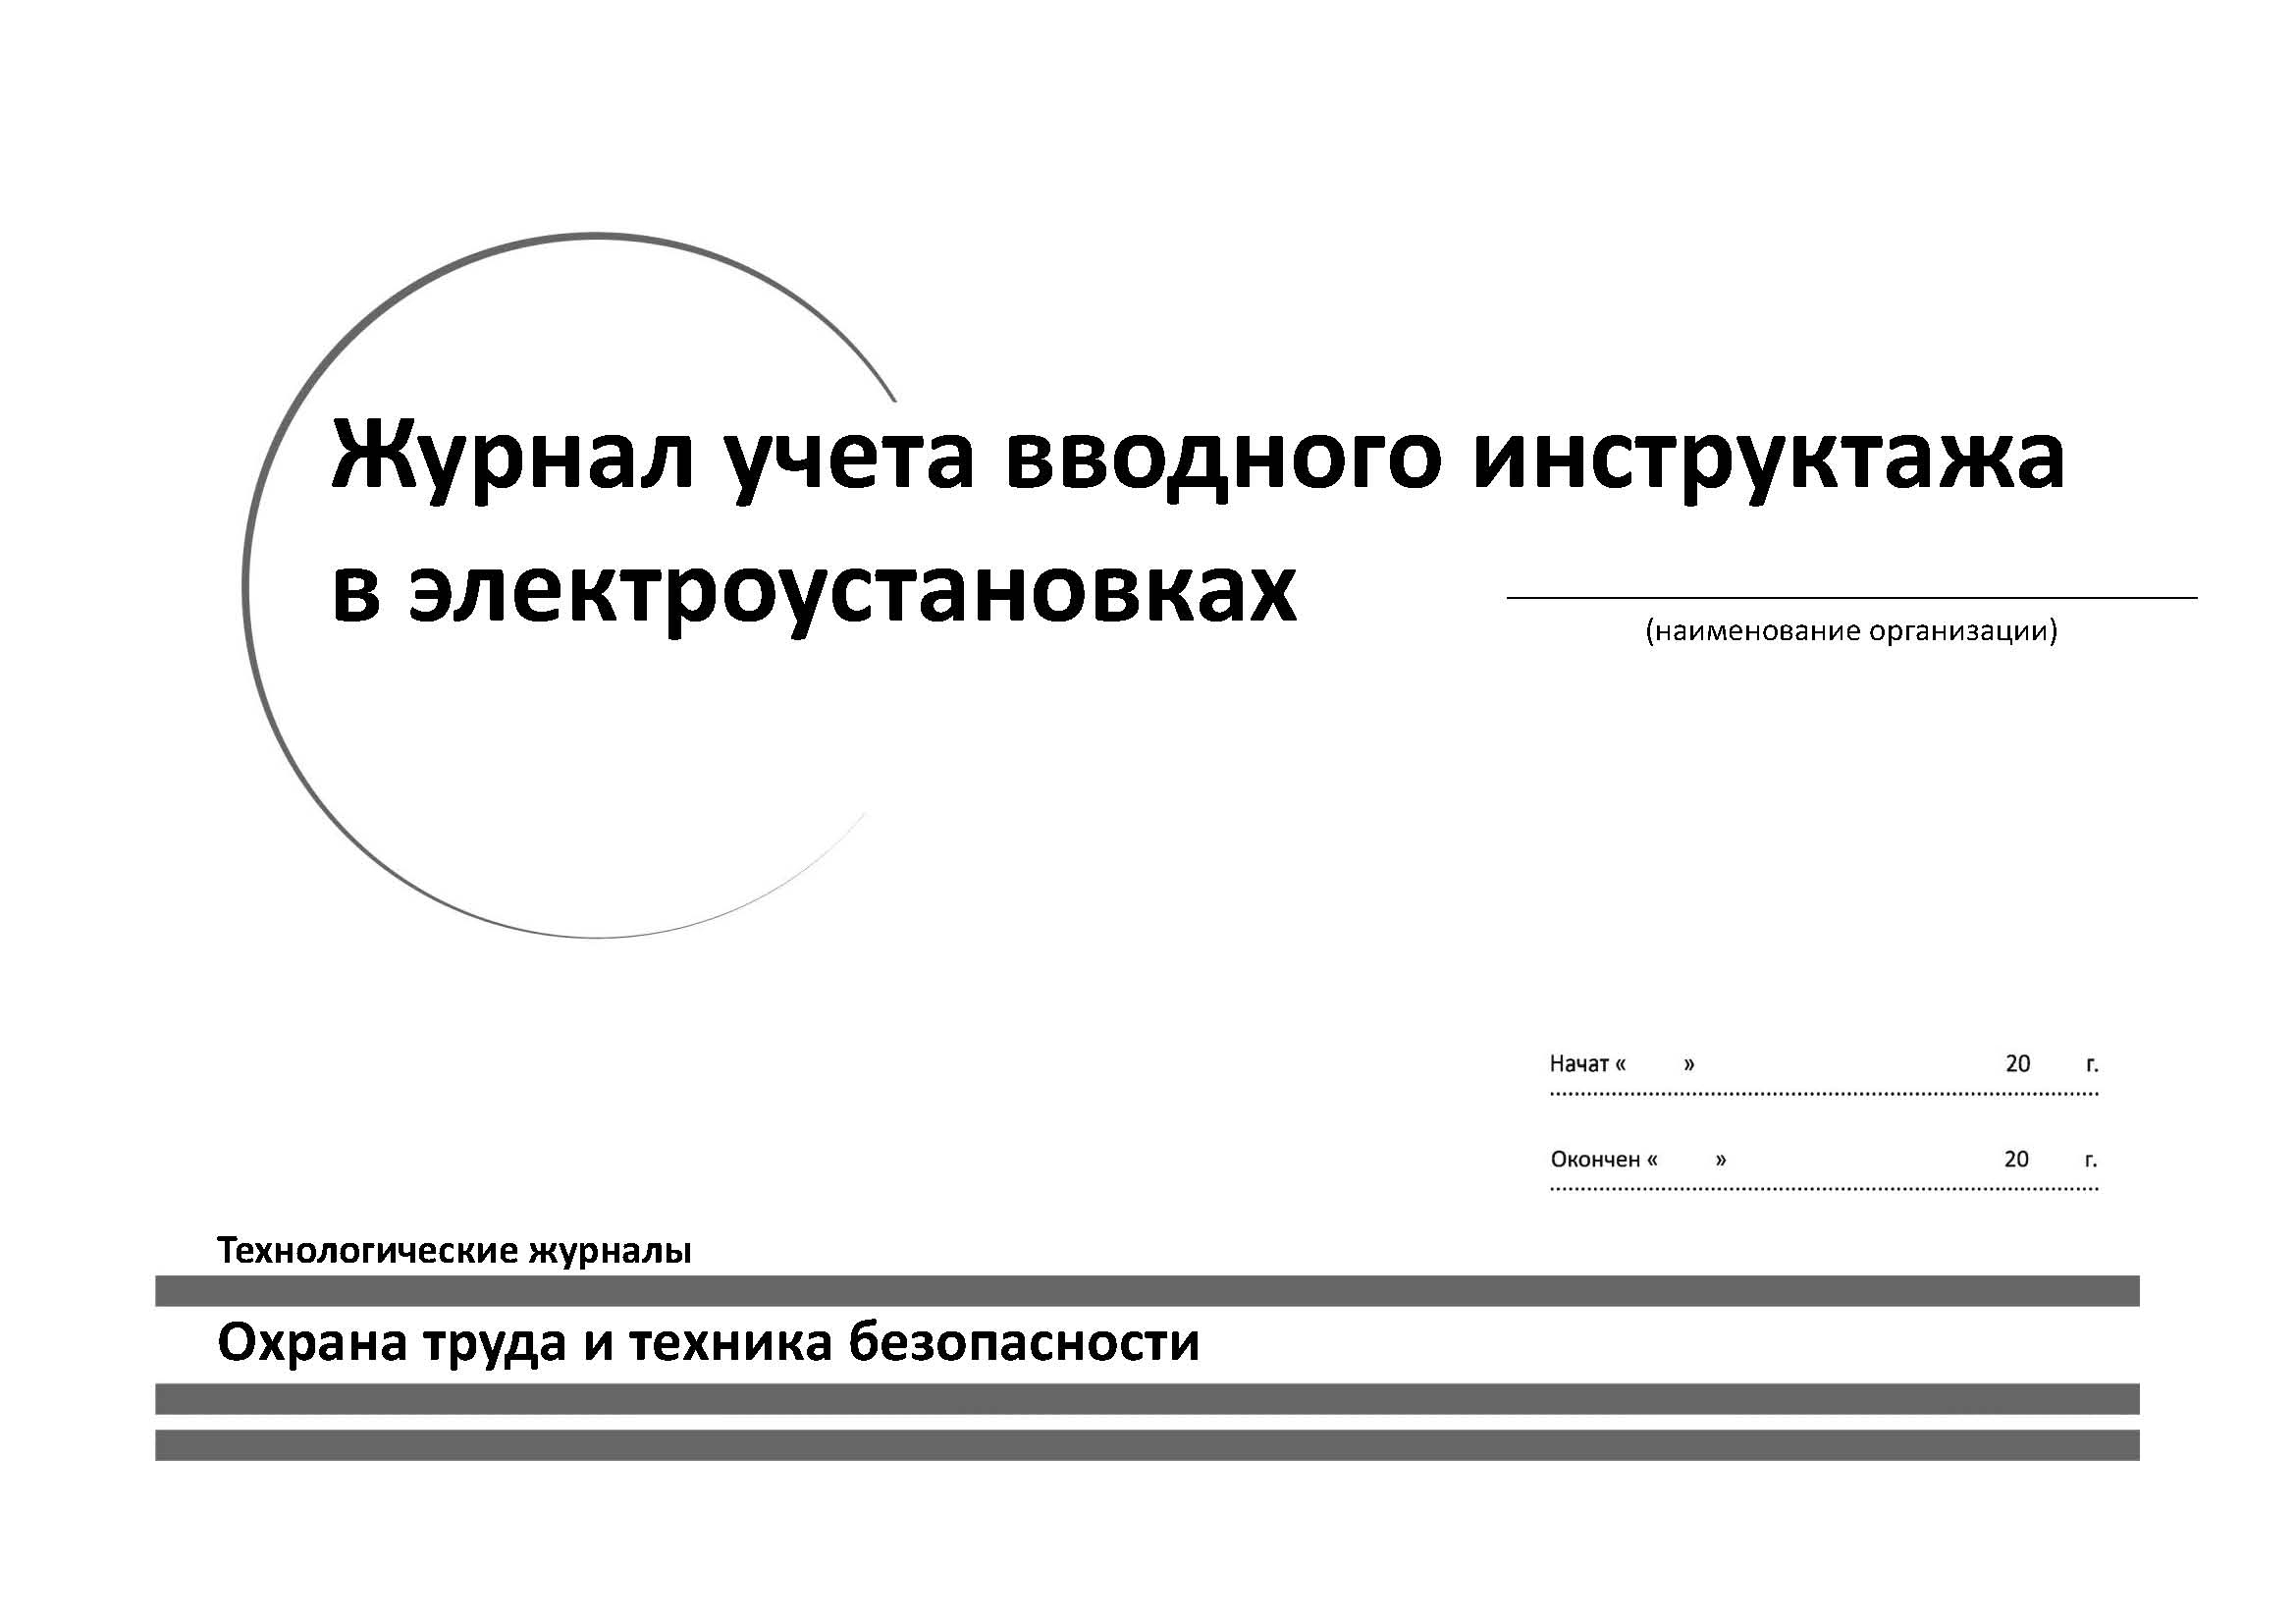 Журнал учета вводного инструктажа
в электроустановках
(наименование организации)
Начат « » 20 г.
Окончен « » 20 г.
Технологические журналы
Охрана труда и техника безопасности